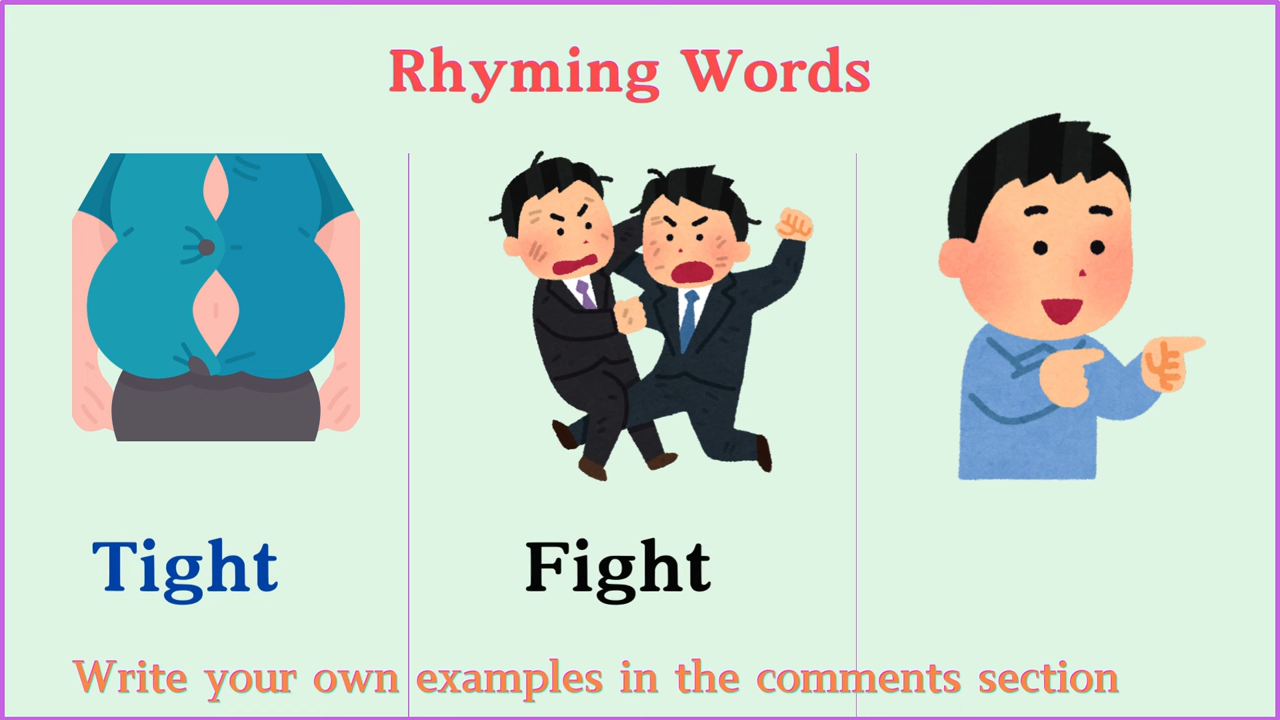 Rhyming Words
Tight
Fight
Write your own examples in the comments section